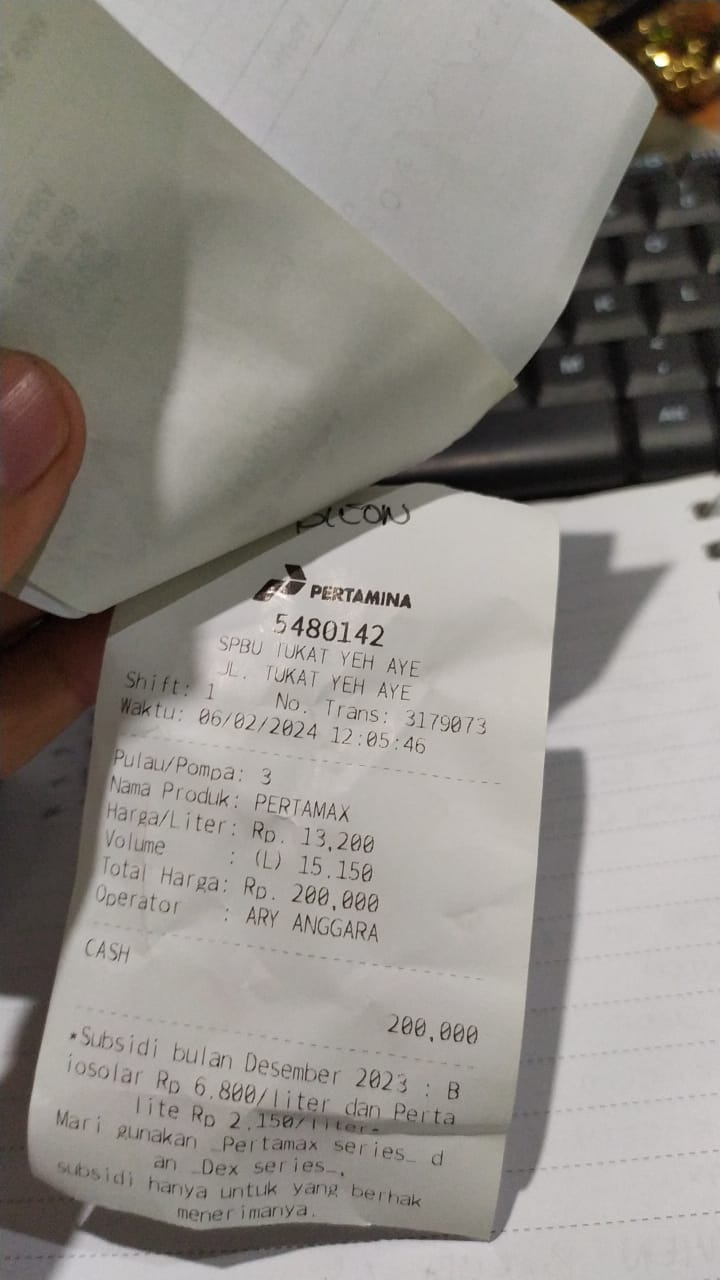 PERTAMINA
5480142
SPBU TUKAT YEH AYE
JL. TUKAT YEH AYE
Shift: 1 No. Trans: 3179073
Waktu: 06/02/2024 12:05:46
Pulau/Pompa: 3
Nama Produk: PERTAMAX
Harga/Liter: Rp. 13,200
Volume : (L) 15.150
Total Harga: Rp. 200,000
Operator : ARY ANGGARA
CASH
200,000
*Subsidi bulan Desember 2023 : B
iosolar Rp 6.800/liter dan Perta
lite Rp 2.150/liter-
Mari gunakan _Pertamax series_ d
an _Dex series_,
subsidi hanya untuk yang berhak
menerimanya.